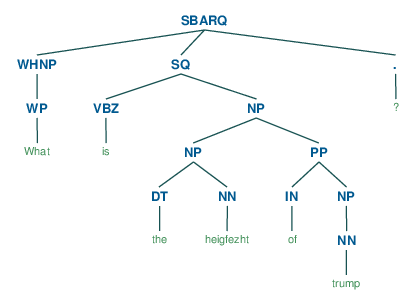 SBARQ
WHNP SQ .
WP VBZ NP ?
What is NP PP
DT NN IN NP
the heigfezht of NN
trump